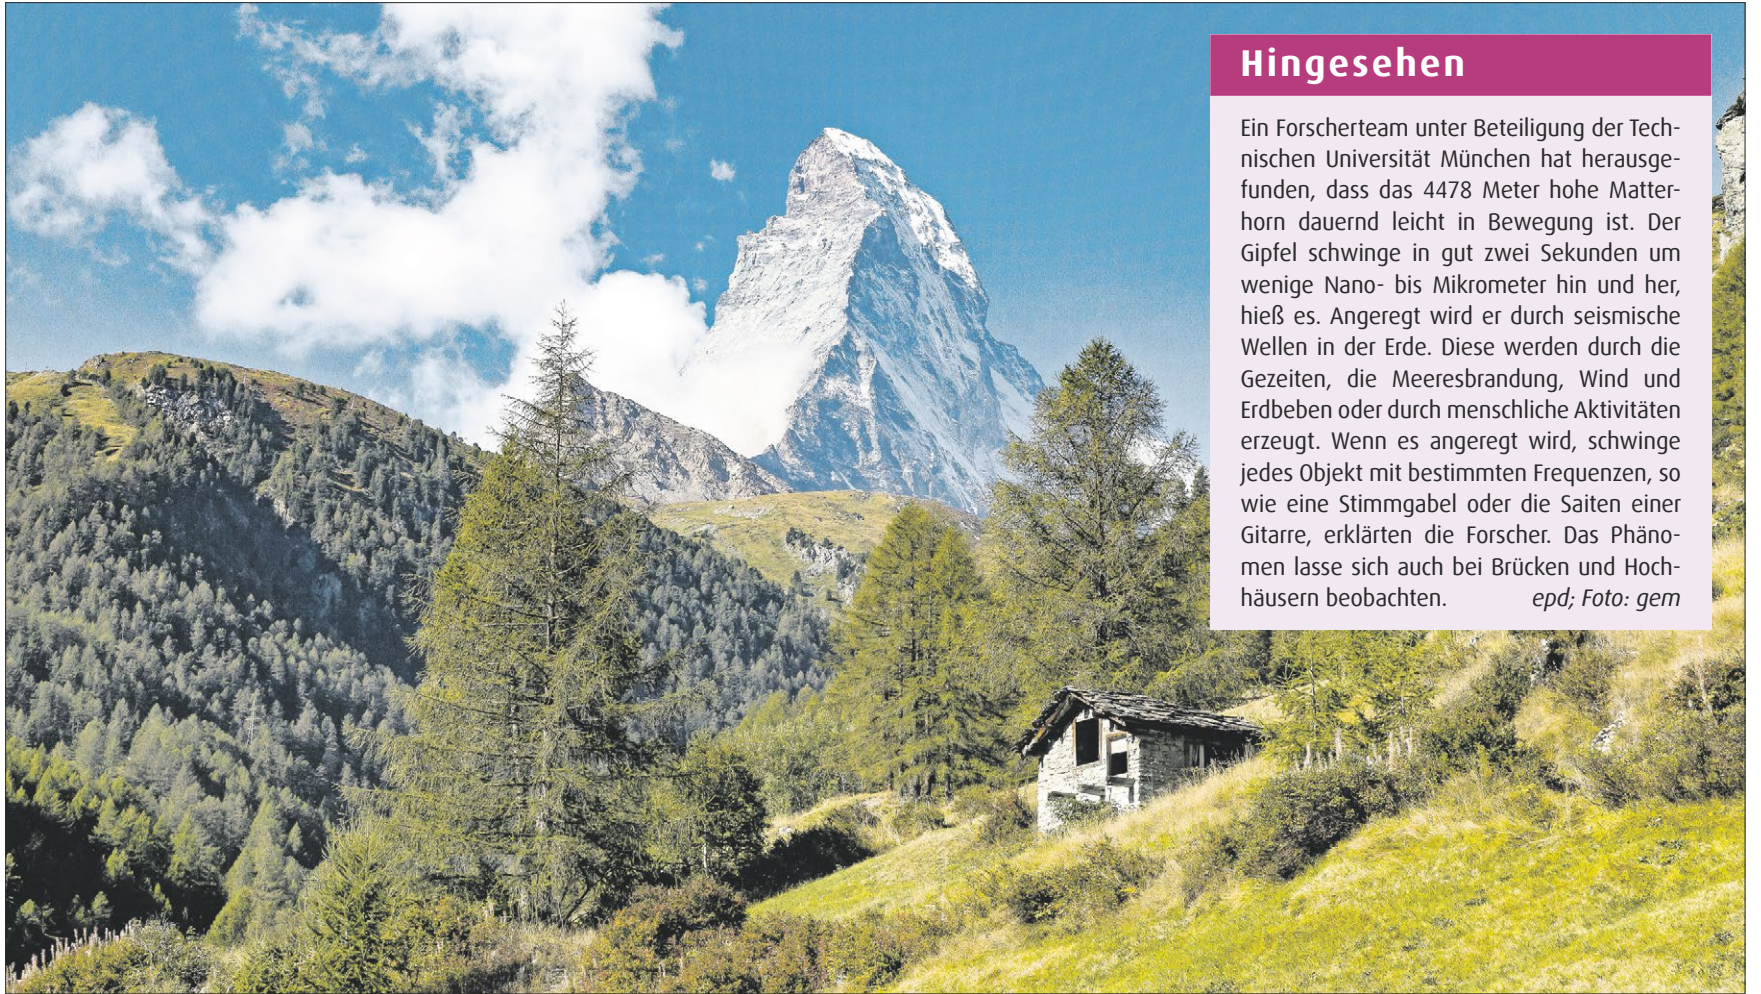 Hingesehen
Ein Forscherteam unter Beteiligung der Tech-
nischen Universität München hat herausge-
funden, dass das 4478 Meter hohe Matter-
horn dauernd leicht in Bewegung ist. Der
Gipfel schwinge in gut zwei Sekunden um
wenige Nano- bis Mikrometer hin und her,
hieß es. Angeregt wird er durch seismische
Wellen in der Erde. Diese werden durch die
Gezeiten, die Meeresbrandung, Wind und
Erdbeben oder durch menschliche Aktivitäten
erzeugt. Wenn es angeregt wird, schwinge
jedes Objekt mit bestimmten Frequenzen, so
wie eine Stimmgabel oder die Saiten einer
Gitarre, erklärten die Forscher. Das Phäno-
men lasse sich auch bei Brücken und Hoch-
häusern beobachten. epd; Foto: gem